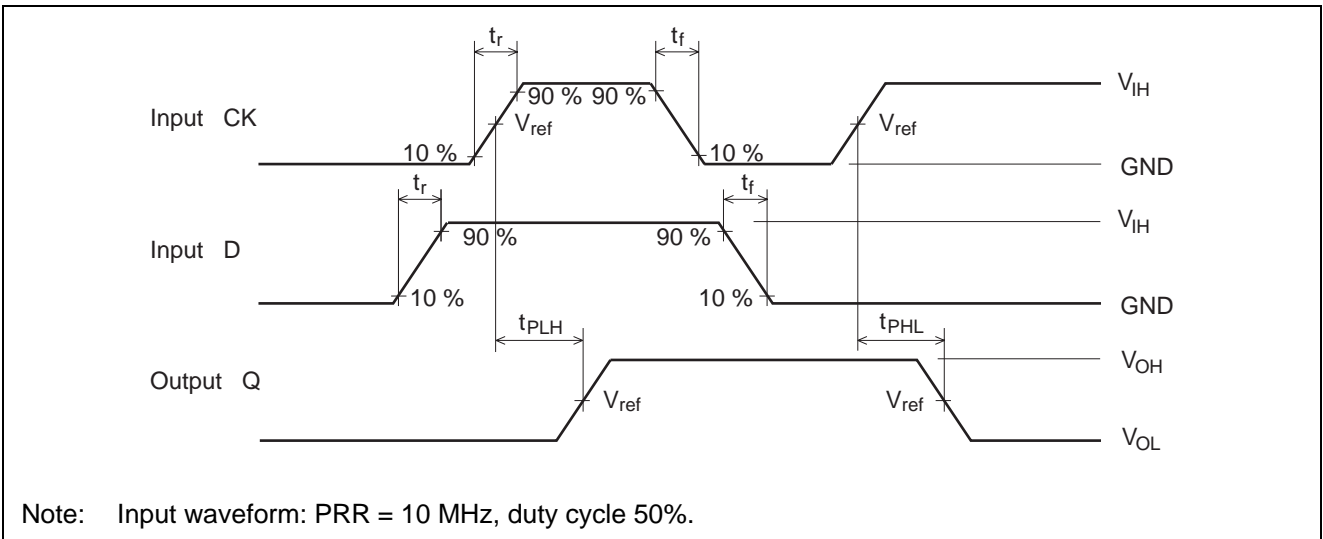 tr tf
90 % 90 % VIH
Input CK Vref Vref
10 % 10 % GND
tr tf
VIH
90 % 90 %
Input D
10 % 10 % GND
tPLH tPHL
VOH
Output Q
Vref Vref
VOL
Note: Input waveform: PRR = 10 MHz, duty cycle 50%.